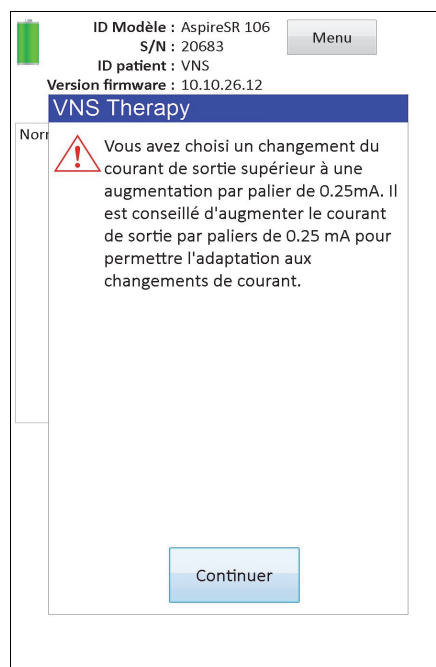 ID Modèle : AspireSR 106
Menu
S/N : 20683
ID patient : VNS
Version firmware : 10.10.26.12
VNS Therapy
Vous avez choisi un changement du
courant de sortie supérieur à une
augmentation par palier de 0.25mA. Il
est conseillé d'augmenter le courant
de sortie par paliers de 0.25 mA pour
permettre l'adaptation aux
changements de courant.
Continuer